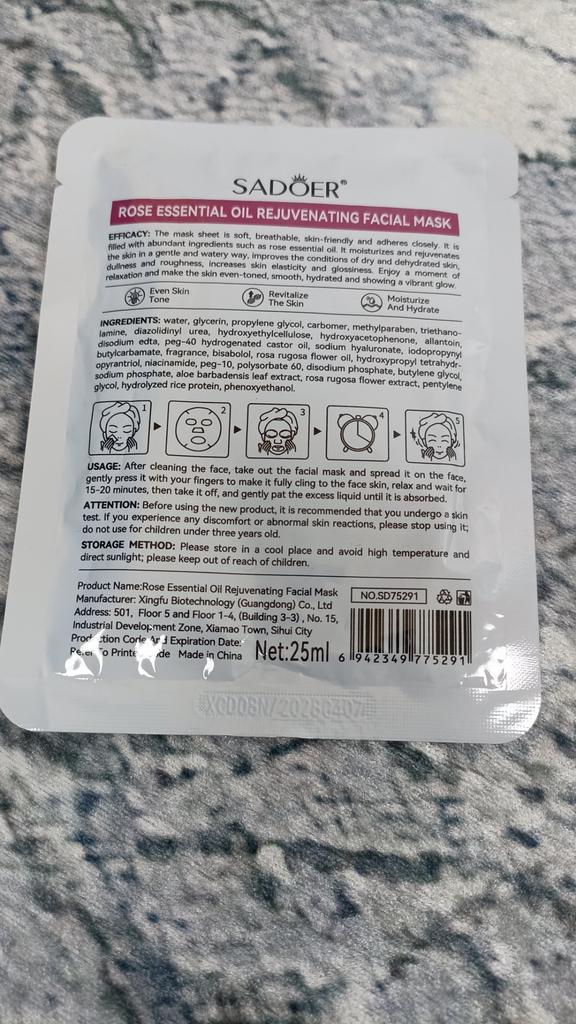 SADOER®
ROSE ESSENTIAL OIL REJUVENATING FACIAL MASK
EFFICACY: The mask sheet is soft, breathable, skin-friendly and adheres closely. It is
filled with abundant ingredients such as rose essential oil. It moisturizes and rejuvenates
the skin in a gentle and watery way, improves the conditions of dry and dehydrated skin,
dullness and roughness, increases skin elasticity and glossiness. Enjoy a moment of
relaxation and make the skin even-toned, smooth, hydrated and showing a vibrant glow.
Even Skin
Tone
Revitalize
The Skin
Moisturize
And Hydrate
INGREDIENTS: water, glycerin, propylene glycol, carbomer, methylparaben, triethano-
lamine, diazolidinyl urea, hydroxyethylcellulose, hydroxyacetophenone, allantoin,
disodium edta, peg-40 hydrogenated castor oil, sodium hyaluronate, iodopropynyl
butylcarbamate, fragrance, bisabolol, rosa rugosa flower oil, hydroxypropyl tetrahydr-
opyrantriol, niacinamide, peg-10, polysorbate 60, disodium phosphate, butylene glycol,
sodium phosphate, aloe barbadensis leaf extract, rosa rugosa flower extract, pentylene
glycol, hydrolyzed rice protein, phenoxyethanol.
1 2 3 4 5
USAGE: After cleaning the face, take out the facial mask and spread it on the face,
gently press it with your fingers to make it fully cling to the face skin, relax and wait for
15-20 minutes, then take it off, and gently pat the excess liquid until it is absorbed.
ATTENTION: Before using the new product, it is recommended that you undergo a skin
test. If you experience any discomfort or abnormal skin reactions, please stop using it;
do not use for children under three years old.
STORAGE METHOD: Please store in a cool place and avoid high temperature and
direct sunlight; please keep out of reach of children.
Product Name:Rose Essential Oil Rejuvenating Facial Mask
Manufacturer: Xingfu Biotechnology (Guangdong) Co., Ltd
Address: 501, Floor 5 and Floor 1-4, (Building 3-3) , No. 15,
Industrial Development Zone, Xiamao Town, Sihui City
Production Code And Expiration Date:
Refer To Printed Code Made in China
Net:25ml
NO.SD75291
6 942349 775291
XCD08N/20280307